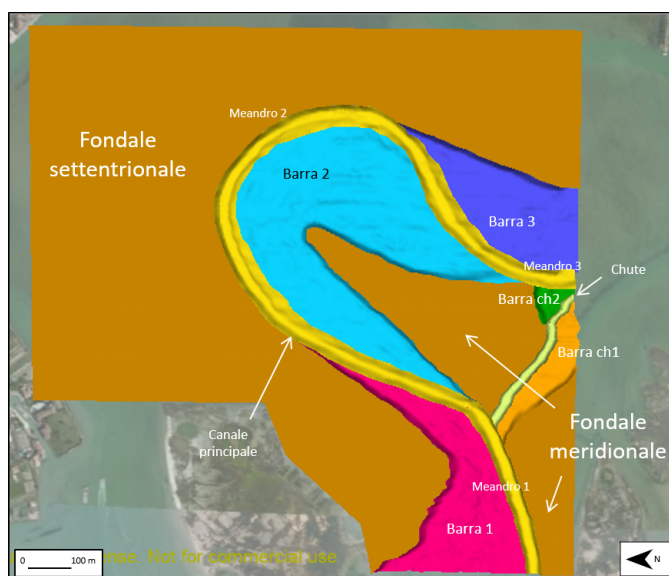 Meandro 2
Fondale
settentrionale
Barra 2
Barra 3
Meandro 3
Chute
Barra ch2
Barra ch1
Canale
principale
Fondale
meridionale
Meandro 1
Barra 1
0 100 m
Not for commercial use
N